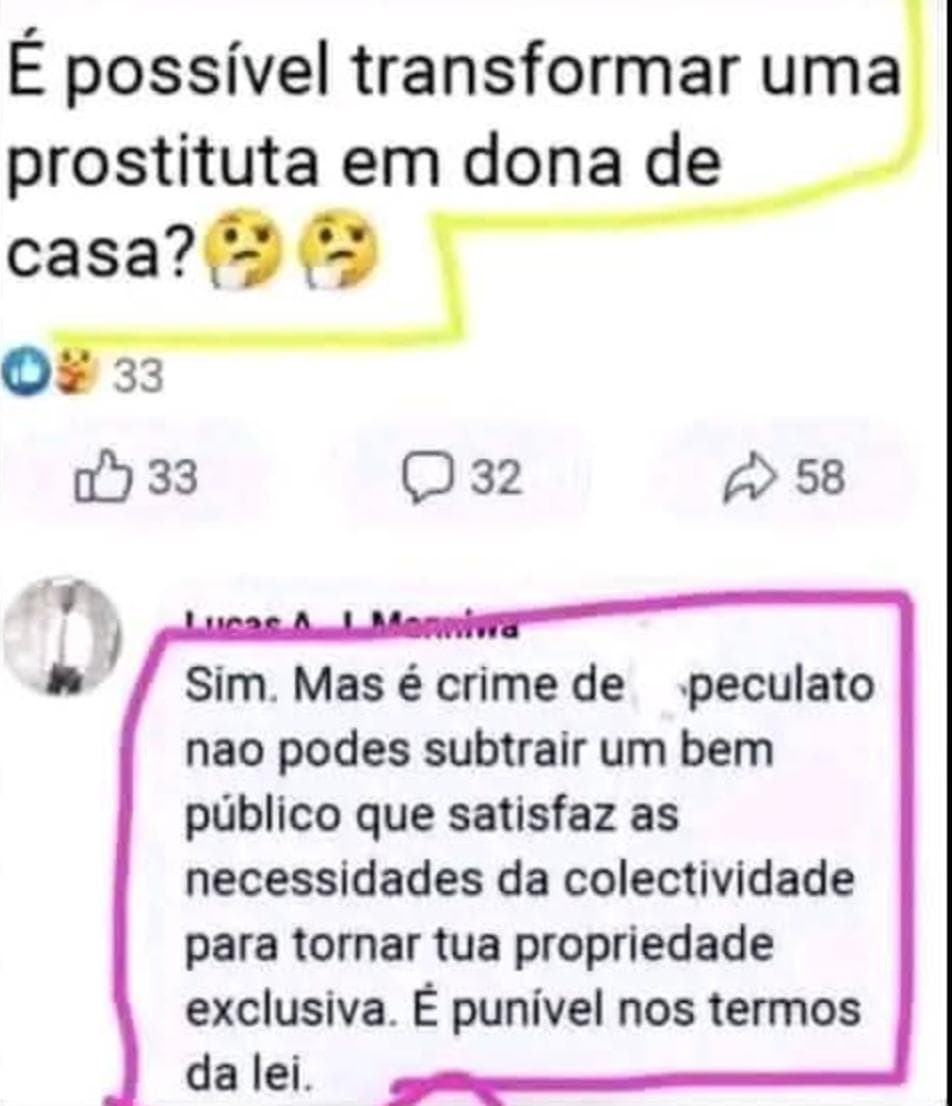 É possível transformar uma
prostituta em dona de
casa?🤔🤔
33
33 32 58
Sim. Mas é crime de peculato
nao podes subtrair um bem
público que satisfaz as
necessidades da colectividade
para tornar tua propriedade
exclusiva. É punível nos termos
da lei.